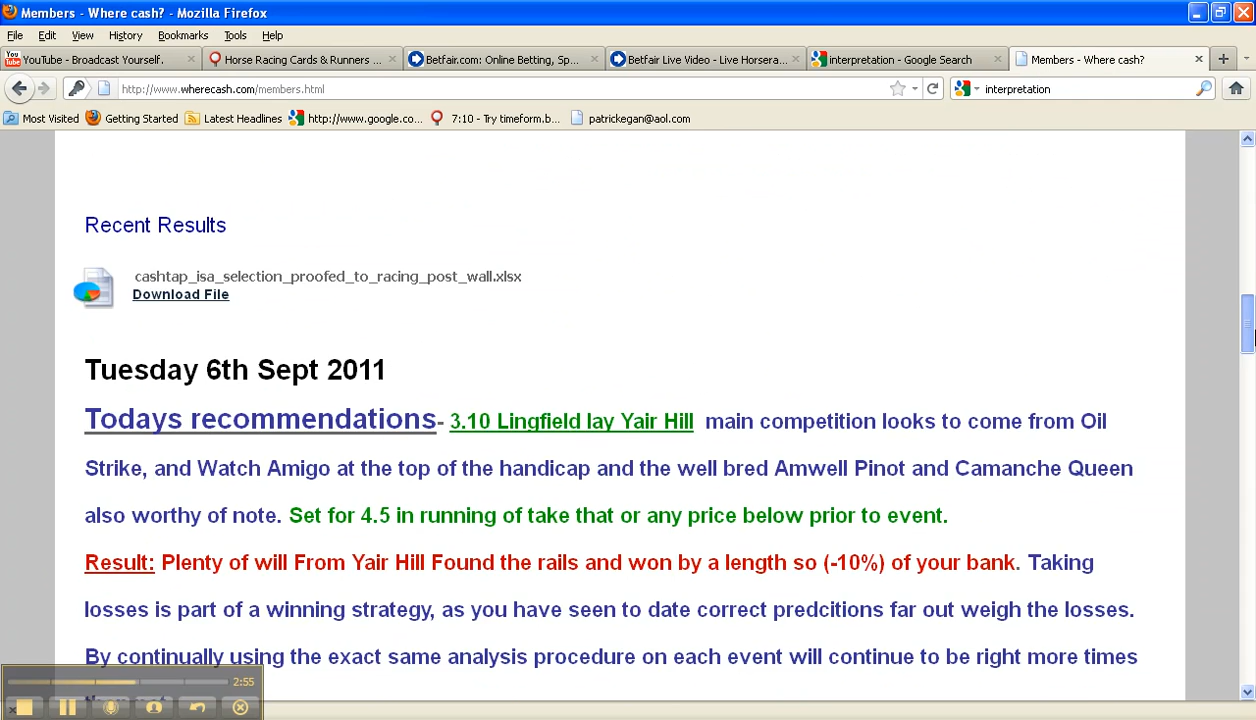 Members - Where cash? - Mozilla Firefox
File Edit View History Bookmarks Tools Help
YouTube - Broadcast Yourself. Horse Racing Cards & Runners ... Betfair.com: Online Betting, Sp... Betfair Live Video - Live Horsera... interpretation - Google Search Members - Where cash?
http://www.wherecash.com/members.html interpretation
Most Visited Getting Started Latest Headlines http://www.google.co... 7:10 - Try timeform.b... patrickegan@aol.com
Recent Results
cashtap_isa_selection_proofed_to_racing_post_wall.xlsx
Download File
Tuesday 6th Sept 2011
Todays recommendations- 3.10 Lingfield lay Yair Hill main competition looks to come from Oil
Strike, and Watch Amigo at the top of the handicap and the well bred Amwell Pinot and Camanche Queen
also worthy of note. Set for 4.5 in running of take that or any price below prior to event.
Result: Plenty of will From Yair Hill Found the rails and won by a length so (-10%) of your bank. Taking
losses is part of a winning strategy, as you have seen to date correct predcitions far out weigh the losses.
By continually using the exact same analysis procedure on each event will continue to be right more times
2:55